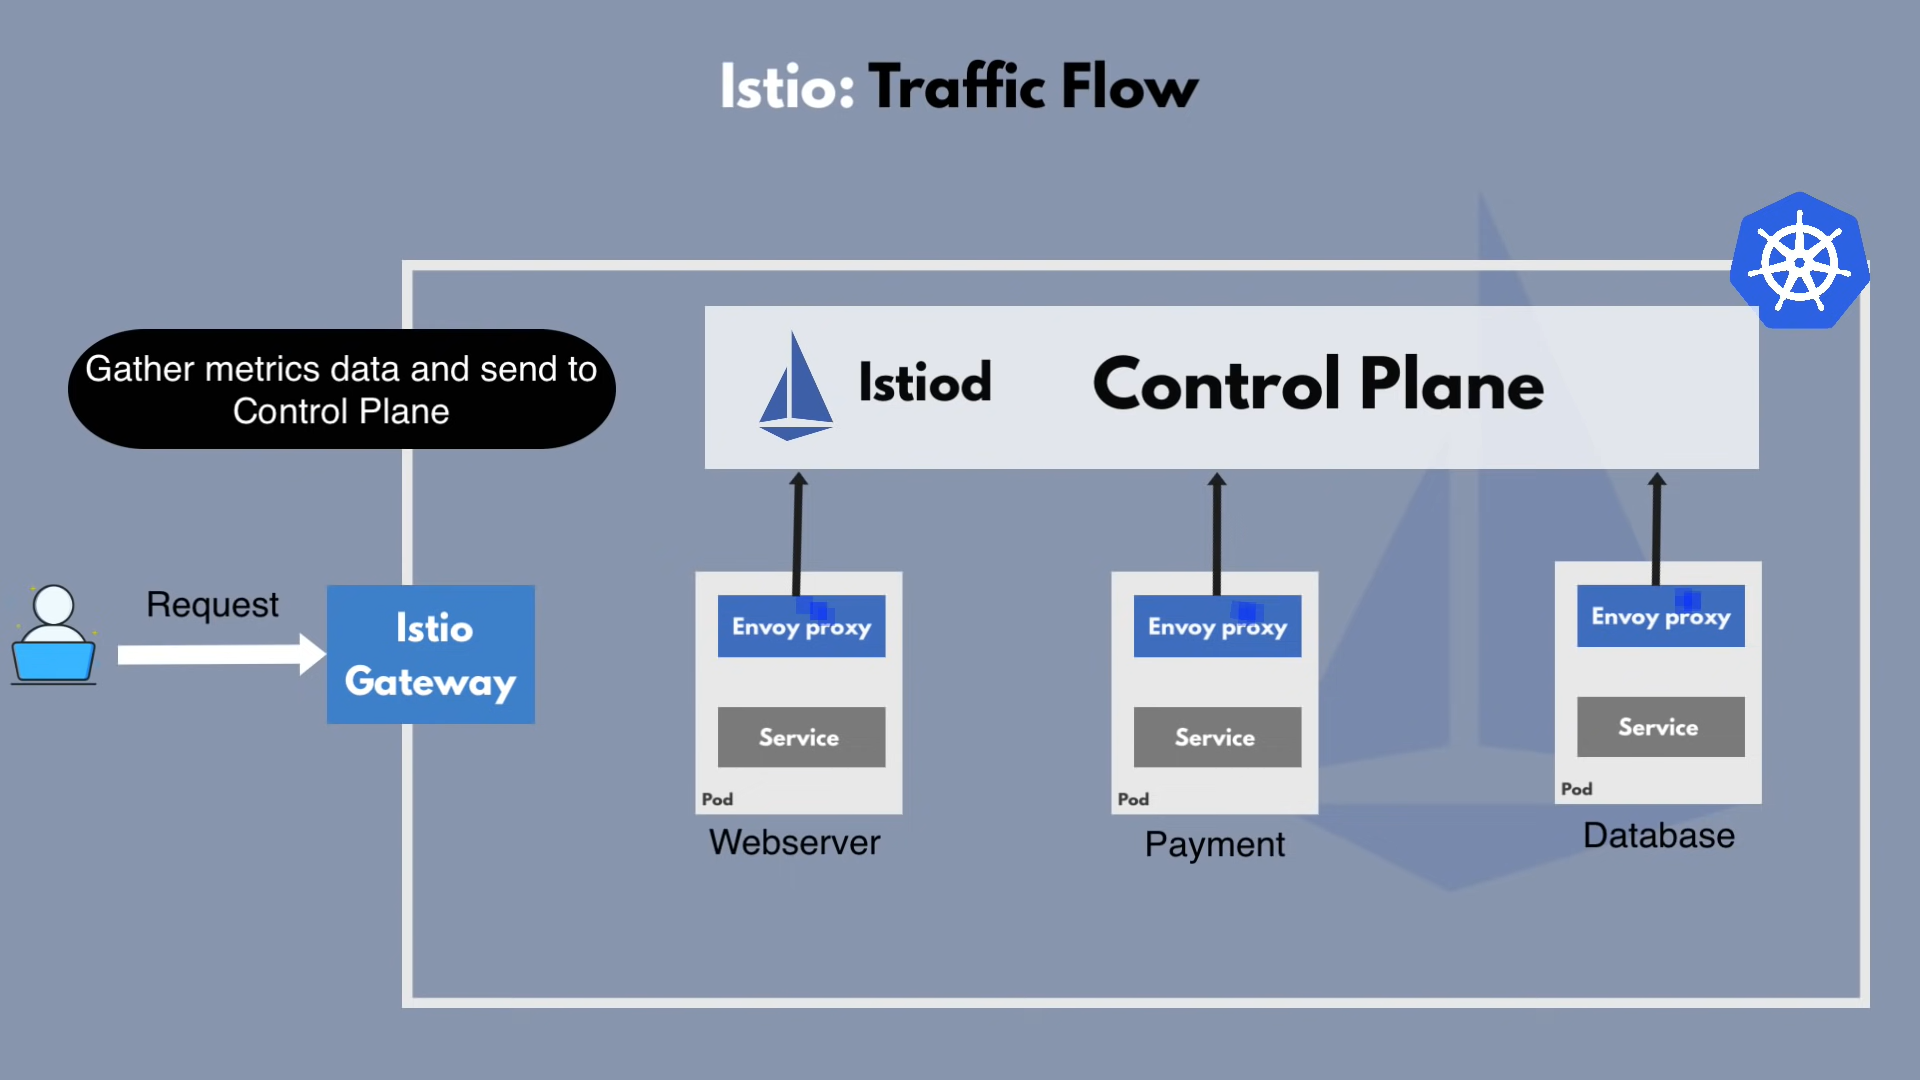 Istio: Traffic Flow
Gather metrics data and send to
Control Plane
Istiod
Control Plane
Request
Istio
Gateway
Envoy proxy
Service
Pod
Webserver
Envoy proxy
Service
Pod
Payment
Envoy proxy
Service
Pod
Database